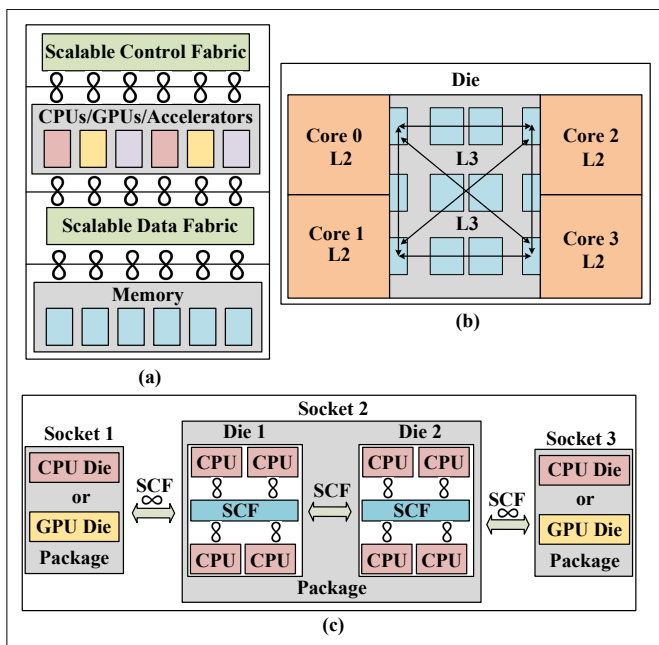 Scalable Control Fabric
CPUs/GPUs/Accelerators
Scalable Data Fabric
Memory
(a)
Die
Core 0
L2
Core 1
L2
L3
L3
Core 2
L2
Core 3
L2
(b)
Socket 1
CPU Die
or
GPU Die
Package
SCF
∞
Socket 2
Die 1
CPU CPU
SCF
CPU CPU
SCF
Die 2
CPU CPU
SCF
CPU CPU
Package
SCF
∞
Socket 3
CPU Die
or
GPU Die
Package
(c)